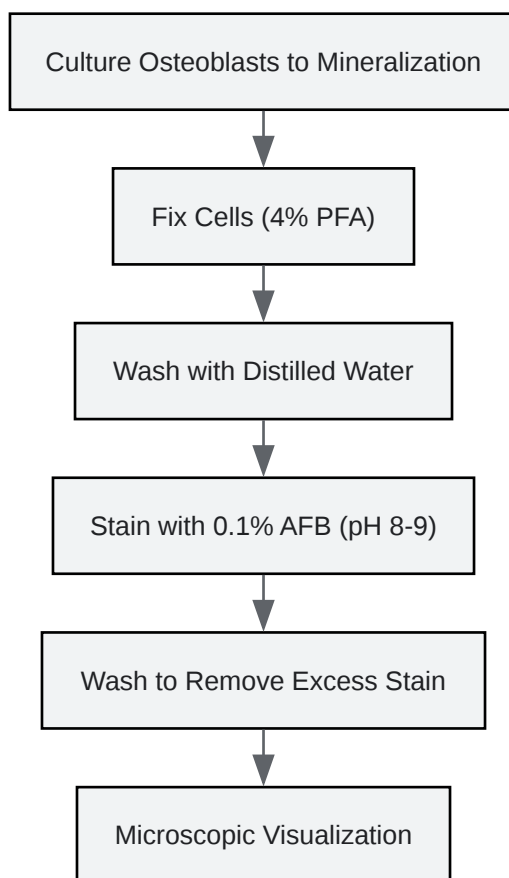 Culture Osteoblasts to Mineralization
Fix Cells (4% PFA)
Wash with Distilled Water
Stain with 0.1% AFB (pH 8-9)
Wash to Remove Excess Stain
Microscopic Visualization